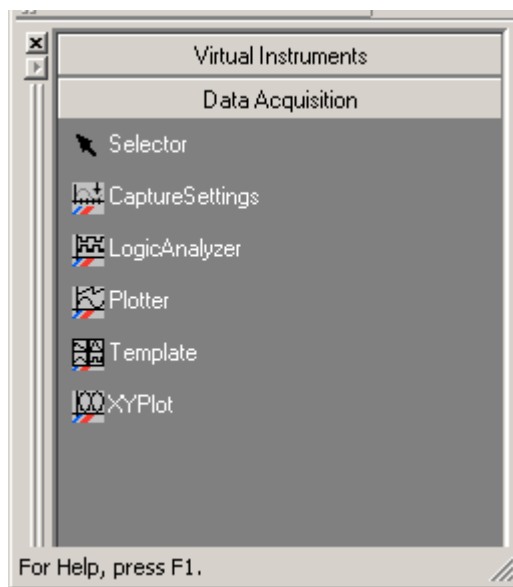 Virtual Instruments
Data Acquisition
Selector
CaptureSettings
LogicAnalyzer
Plotter
Template
XYPlot
For Help, press F1.